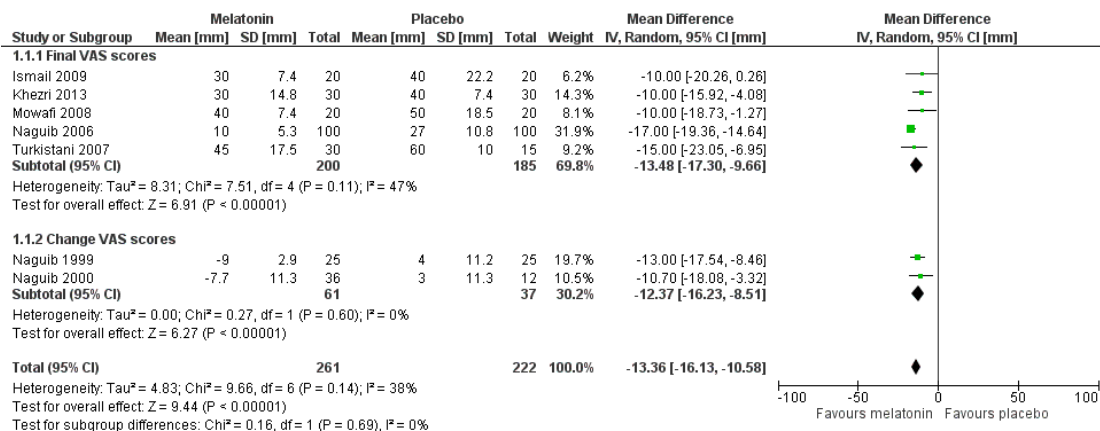 Melatonin Placebo Mean Difference Mean Difference
Study or Subgroup Mean [mm] SD [mm] Total Mean [mm] SD [mm] Total Weight IV, Random, 95% CI [mm] IV, Random, 95% CI [mm]
1.1.1 Final VAS scores
Ismail 2009 30 7.4 20 40 22.2 20 6.2% -10.00 [-20.26, 0.26]
Khezri 2013 30 14.8 30 40 7.4 30 14.3% -10.00 [-15.92, -4.08]
Mowafi 2008 40 7.4 20 50 18.5 20 8.1% -10.00 [-18.73, -1.27]
Naguib 2006 10 5.3 100 27 10.8 100 31.9% -17.00 [-19.36, -14.64]
Turkistani 2007 45 17.5 30 60 10 15 9.2% -15.00 [-23.05, -6.95]
Subtotal (95% CI) 200 185 69.8% -13.48 [-17.30, -9.66]
Heterogeneity: Tau² = 8.31; Chi² = 7.51, df = 4 (P = 0.11); I² = 47%
Test for overall effect: Z = 6.91 (P < 0.00001)
1.1.2 Change VAS scores
Naguib 1999 -9 2.9 25 4 11.2 25 19.7% -13.00 [-17.54, -8.46]
Naguib 2000 -7.7 11.3 36 3 11.3 12 10.5% -10.70 [-18.08, -3.32]
Subtotal (95% CI) 61 37 30.2% -12.37 [-16.23, -8.51]
Heterogeneity: Tau² = 0.00; Chi² = 0.27, df = 1 (P = 0.60); I² = 0%
Test for overall effect: Z = 6.27 (P < 0.00001)
Total (95% CI) 261 222 100.0% -13.36 [-16.13, -10.58]
Heterogeneity: Tau² = 4.83; Chi² = 9.66, df = 6 (P = 0.14); I² = 38%
Test for overall effect: Z = 9.44 (P < 0.00001)
Test for subgroup differences: Chi² = 0.16, df = 1 (P = 0.69), I² = 0%
-100 -50 0 50 100
Favours melatonin Favours placebo